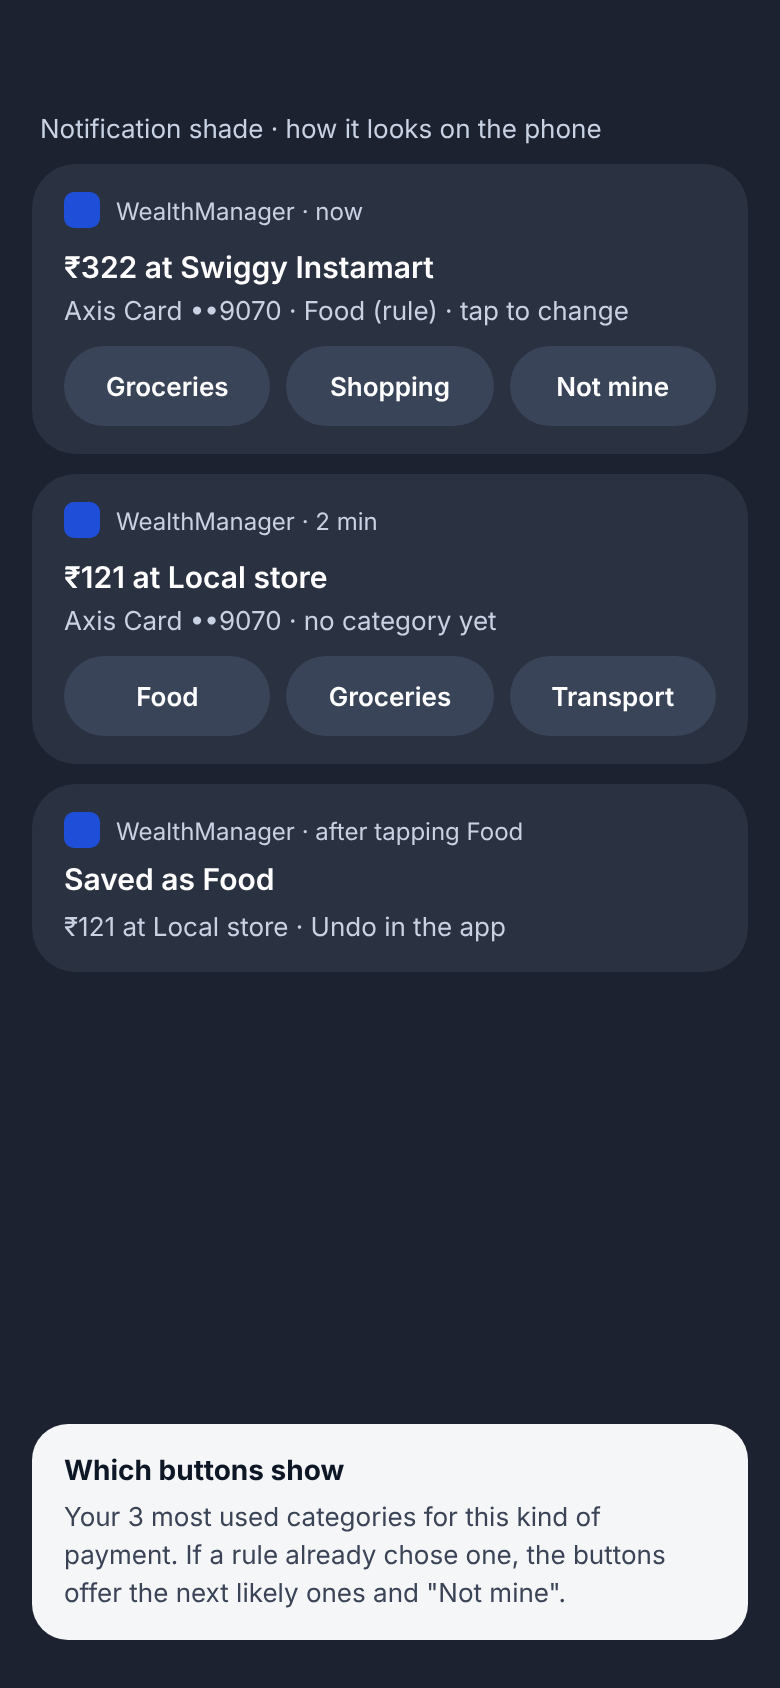 Notification shade · how it looks on the phone
WealthManager · now
₹322 at Swiggy Instamart
Axis Card ••9070 · Food (rule) · tap to change
Groceries
Shopping
Not mine
WealthManager · 2 min
₹121 at Local store
Axis Card ••9070 · no category yet
Food
Groceries
Transport
WealthManager · after tapping Food
Saved as Food
₹121 at Local store · Undo in the app
Which buttons show
Your 3 most used categories for this kind of
payment. If a rule already chose one, the buttons
offer the next likely ones and "Not mine".